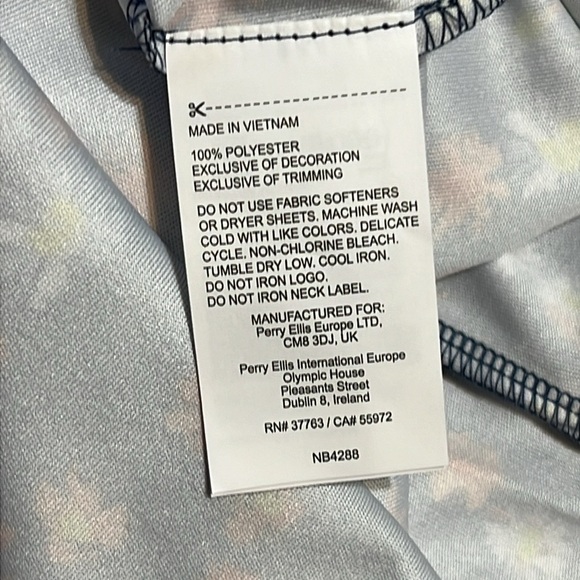 MADE IN VIETNAM
100% POLYESTER
EXCLUSIVE OF DECORATION
EXCLUSIVE OF TRIMMING
DO NOT USE FABRIC SOFTENERS
OR DRYER SHEETS. MACHINE WASH
COLD WITH LIKE COLORS. DELICATE
CYCLE. NON-CHLORINE BLEACH.
TUMBLE DRY LOW. COOL IRON.
DO NOT IRON LOGO.
DO NOT IRON NECK LABEL.
MANUFACTURED FOR:
Perry Ellis Europe LTD,
CM8 3DJ, UK
Perry Ellis International Europe
Olympic House
Pleasants Street
Dublin 8, Ireland
RN# 37763 / CA# 55972
NB4288